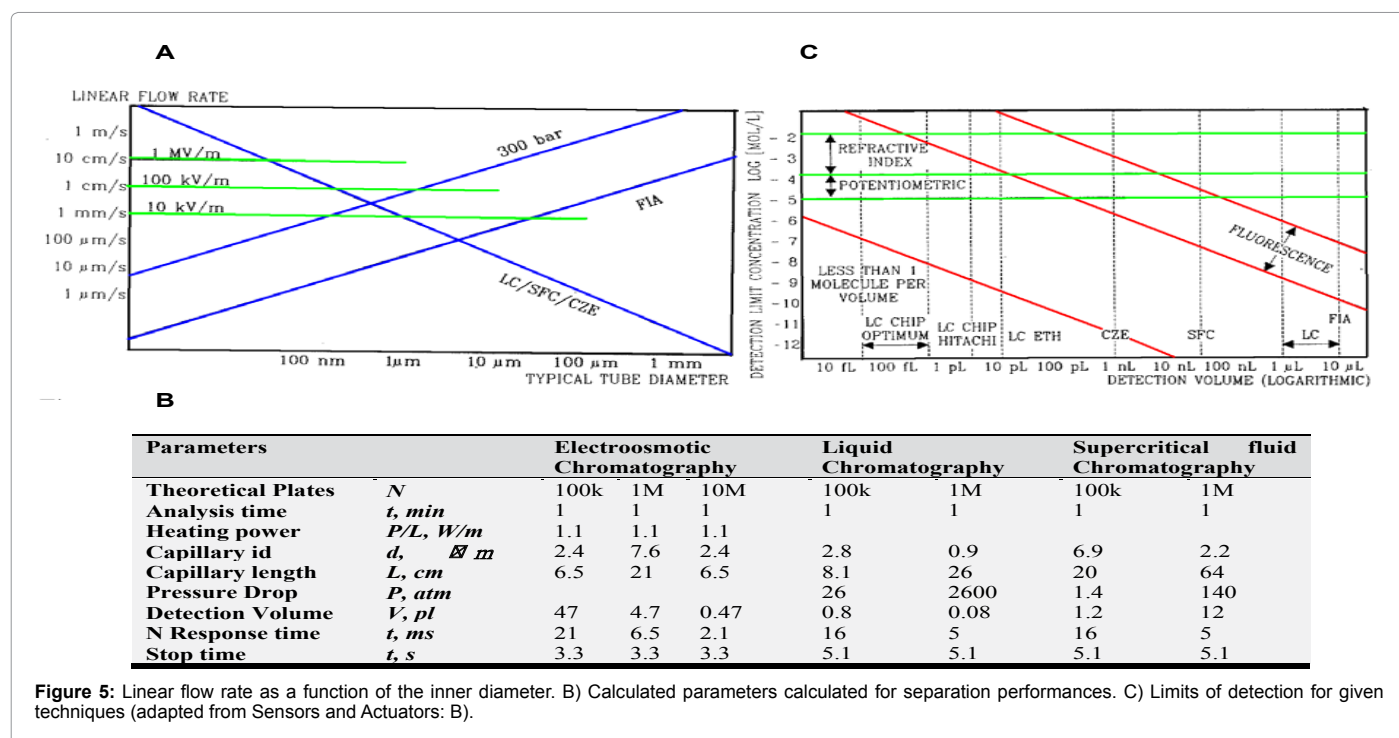 A
LINEAR FLOW RATE
1 m/s
10 cm/s
1 cm/s
1 mm/s
100 μm/s
10 μm/s
1 μm/s
1 MV/m
100 kV/m
10 kV/m
300 bar
FIA
LC/SFC/CZE
100 nm 1μm 10 μm 100 μm 1 mm
TYPICAL TUBE DIAMETER
C
DETECTION LIMIT CONCENTRATION LOG [MOL/L]
- 2
- 3
- 4
- 5
- 6
- 7
- 8
- 9
-10
-11
-12
REFRACTIVE
INDEX
POTENTIOMETRIC
FLUORESCENCE
LESS THAN 1
MOLECULE PER
VOLUME
LC CHIP
OPTIMUM
LC CHIP
HITACHI
LC ETH
CZE
SFC
LC
FIA
10 fL 100 fL 1 pL 10 pL 100 pL 1 nL 10 nL 100 nL 1 μL 10 μL
DETECTION VOLUME (LOGARITHMIC)
B
Parameters Electroosmotic Liquid Supercritical fluid
Chromatography Chromatography Chromatography
Theoretical Plates N 100k 1M 10M 100k 1M 100k 1M
Analysis time t, min 1 1 1 1 1 1 1
Heating power P/L, W/m 1.1 1.1 1.1
Capillary id d, m 2.4 7.6 2.4 2.8 0.9 6.9 2.2
Capillary length L, cm 6.5 21 6.5 8.1 26 20 64
Pressure Drop P, atm 26 2600 1.4 140
Detection Volume V, pl 47 4.7 0.47 0.8 0.08 1.2 12
N Response time t, ms 21 6.5 2.1 16 5 16 5
Stop time t, s 3.3 3.3 3.3 5.1 5.1 5.1 5.1
Figure 5: Linear flow rate as a function of the inner diameter. B) Calculated parameters calculated for separation performances. C) Limits of detection for given
techniques (adapted from Sensors and Actuators: B).